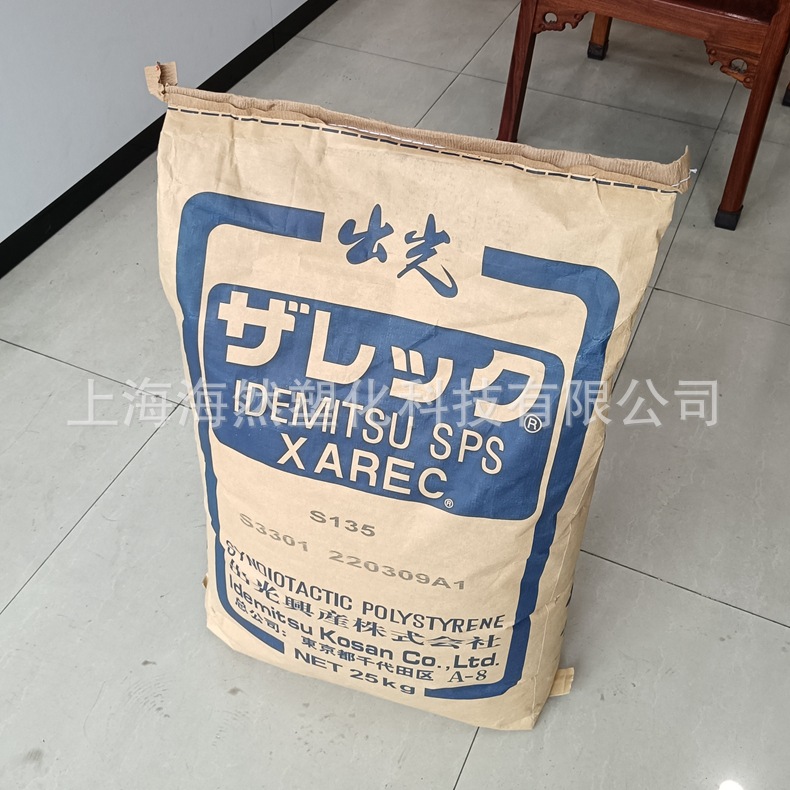 出光
ザレック®
IDEMITSU SPS
XAREC®
上海海然塑化科技有限公司
S135
S3301 220309A1
SYNDIOTACTIC POLYSTYRENE
出光興産株式会社
Idemitsu Kosan Co.,Ltd.
总公司：東京都千代田区 A-8
NET 25kg